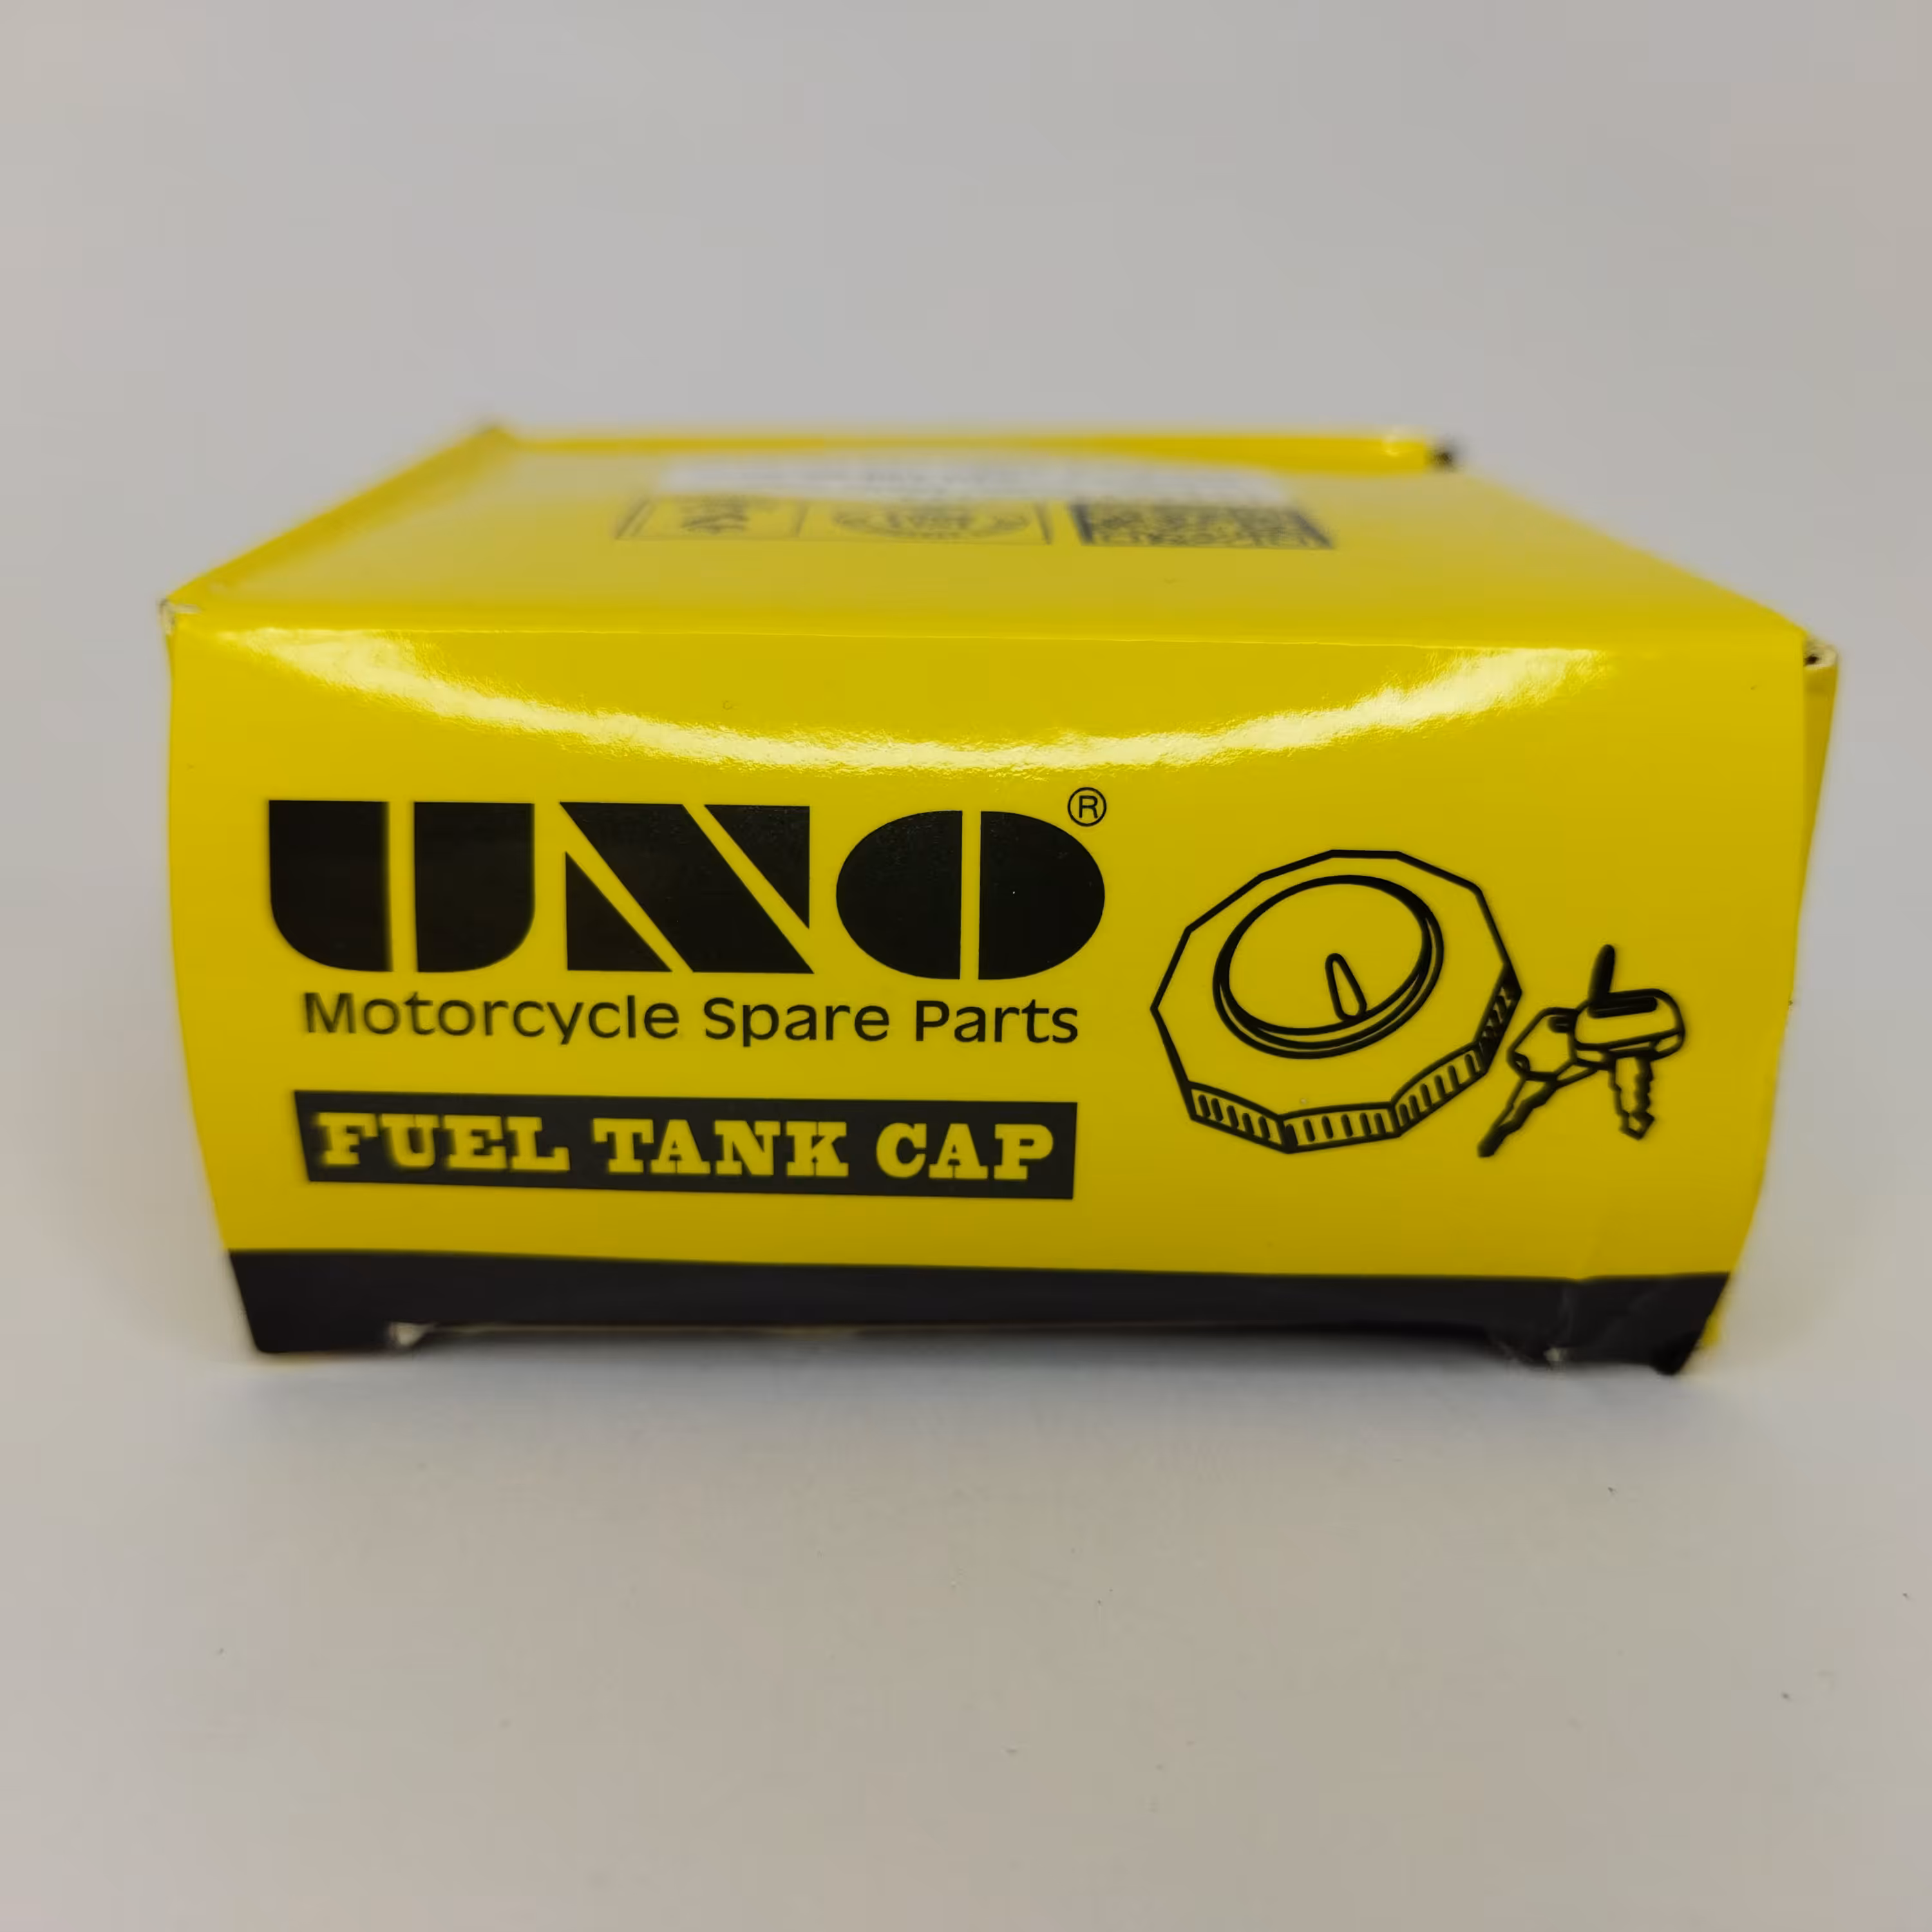 UNO®
Motorcycle Spare Parts
FUEL TANK CAP